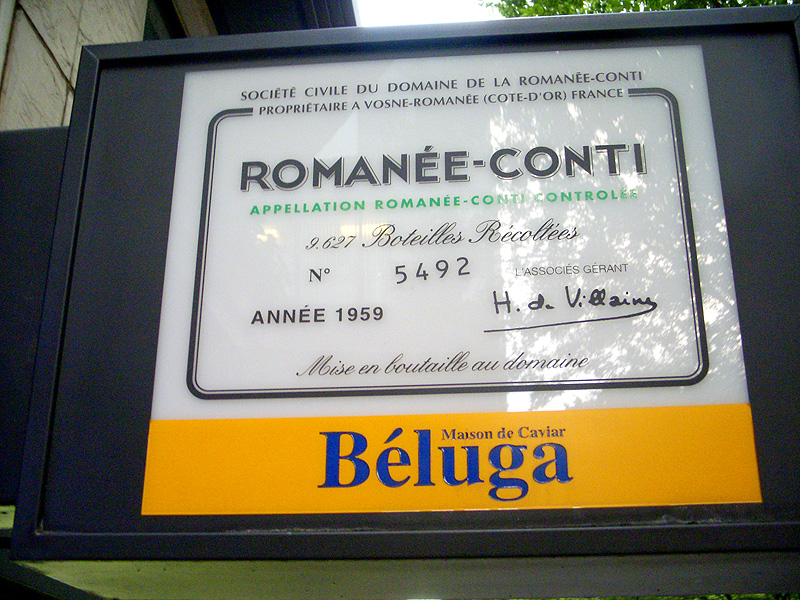 SOCIÉTÉ CIVILE DU DOMAINE DE LA ROMANÉE-CONTI
PROPRIÉTAIRE A VOSNE-ROMANÉE (COTE-D'OR) FRANCE
ROMANÉE-CONTI
APPELLATION ROMANÉE-CONTI CONTROLÉE
9.627 Boteilles Récoltées
Nº 5492 L'ASSOCIÉS GÉRANT
ANNÉE 1959 H. de Villaine
Mise en boutaille au domaine
Maison de Caviar
Béluga